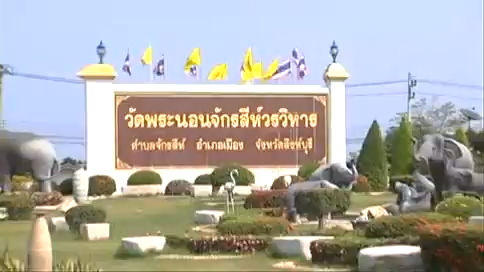 วัดพระนอนจักรสีห์วรวิหาร
ตำบลจักรสีห์ อำเภอเมือง จังหวัดสิงห์บุรี